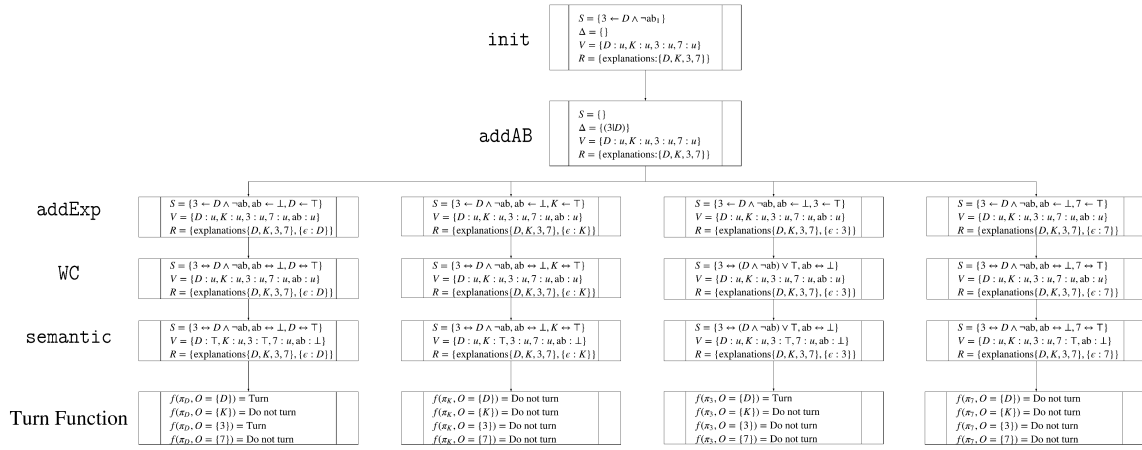 init
S = {3 ← D ∧ ¬ab₁}
Δ = {}
V = {D : u, K : u, 3 : u, 7 : u}
R = {explanations:{D, K, 3, 7}}
addAB
S = {}
Δ = {(3|D)}
V = {D : u, K : u, 3 : u, 7 : u}
R = {explanations:{D, K, 3, 7}}
addExp
S = {3 ← D ∧ ¬ab, ab ← ⊥, D ← ⊤}
V = {D : u, K : u, 3 : u, 7 : u, ab : u}
R = {explanations{D, K, 3, 7}, {ϵ : D}}
S = {3 ← D ∧ ¬ab, ab ← ⊥, K ← ⊤}
V = {D : u, K : u, 3 : u, 7 : u, ab : u}
R = {explanations{D, K, 3, 7}, {ϵ : K}}
S = {3 ← D ∧ ¬ab, ab ← ⊥, 3 ← ⊤}
V = {D : u, K : u, 3 : u, 7 : u, ab : u}
R = {explanations{D, K, 3, 7}, {ϵ : 3}}
S = {3 ← D ∧ ¬ab, ab ← ⊥, 7 ← ⊤}
V = {D : u, K : u, 3 : u, 7 : u, ab : u}
R = {explanations{D, K, 3, 7}, {ϵ : 7}}
WC
S = {3 ↔ D ∧ ¬ab, ab ↔ ⊥, D ↔ ⊤}
V = {D : u, K : u, 3 : u, 7 : u, ab : u}
R = {explanations{D, K, 3, 7}, {ϵ : D}}
S = {3 ↔ D ∧ ¬ab, ab ↔ ⊥, K ↔ ⊤}
V = {D : u, K : u, 3 : u, 7 : u, ab : u}
R = {explanations{D, K, 3, 7}, {ϵ : K}}
S = {3 ↔ (D ∧ ¬ab) ∨ ⊤, ab ↔ ⊥}
V = {D : u, K : u, 3 : u, 7 : u, ab : u}
R = {explanations{D, K, 3, 7}, {ϵ : 3}}
S = {3 ↔ D ∧ ¬ab, ab ↔ ⊥, 7 ↔ ⊤}
V = {D : u, K : u, 3 : u, 7 : u, ab : u}
R = {explanations{D, K, 3, 7}, {ϵ : 7}}
semantic
S = {3 ↔ D ∧ ¬ab, ab ↔ ⊥, D ↔ ⊤}
V = {D : ⊤, K : u, 3 : ⊤, 7 : u, ab : ⊥}
R = {explanations{D, K, 3, 7}, {ϵ : D}}
S = {3 ↔ D ∧ ¬ab, ab ↔ ⊥, K ↔ ⊤}
V = {D : u, K : ⊤, 3 : u, 7 : u, ab : ⊥}
R = {explanations{D, K, 3, 7}, {ϵ : K}}
S = {3 ↔ (D ∧ ¬ab) ∨ ⊤, ab ↔ ⊥}
V = {D : u, K : u, 3 : ⊤, 7 : u, ab : ⊥}
R = {explanations{D, K, 3, 7}, {ϵ : 3}}
S = {3 ↔ D ∧ ¬ab, ab ↔ ⊥, 7 ↔ ⊤}
V = {D : u, K : u, 3 : u, 7 : ⊤, ab : ⊥}
R = {explanations{D, K, 3, 7}, {ϵ : 7}}
Turn Function
f(π_D, O = {D}) = Turn
f(π_D, O = {K}) = Do not turn
f(π_D, O = {3}) = Turn
f(π_D, O = {7}) = Do not turn
f(π_K, O = {D}) = Do not turn
f(π_K, O = {K}) = Do not turn
f(π_K, O = {3}) = Do not turn
f(π_K, O = {7}) = Do not turn
f(π₃, O = {D}) = Turn
f(π₃, O = {K}) = Do not turn
f(π₃, O = {3}) = Do not turn
f(π₃, O = {7}) = Do not turn
f(π₇, O = {D}) = Do not turn
f(π₇, O = {K}) = Do not turn
f(π₇, O = {3}) = Do not turn
f(π₇, O = {7}) = Do not turn